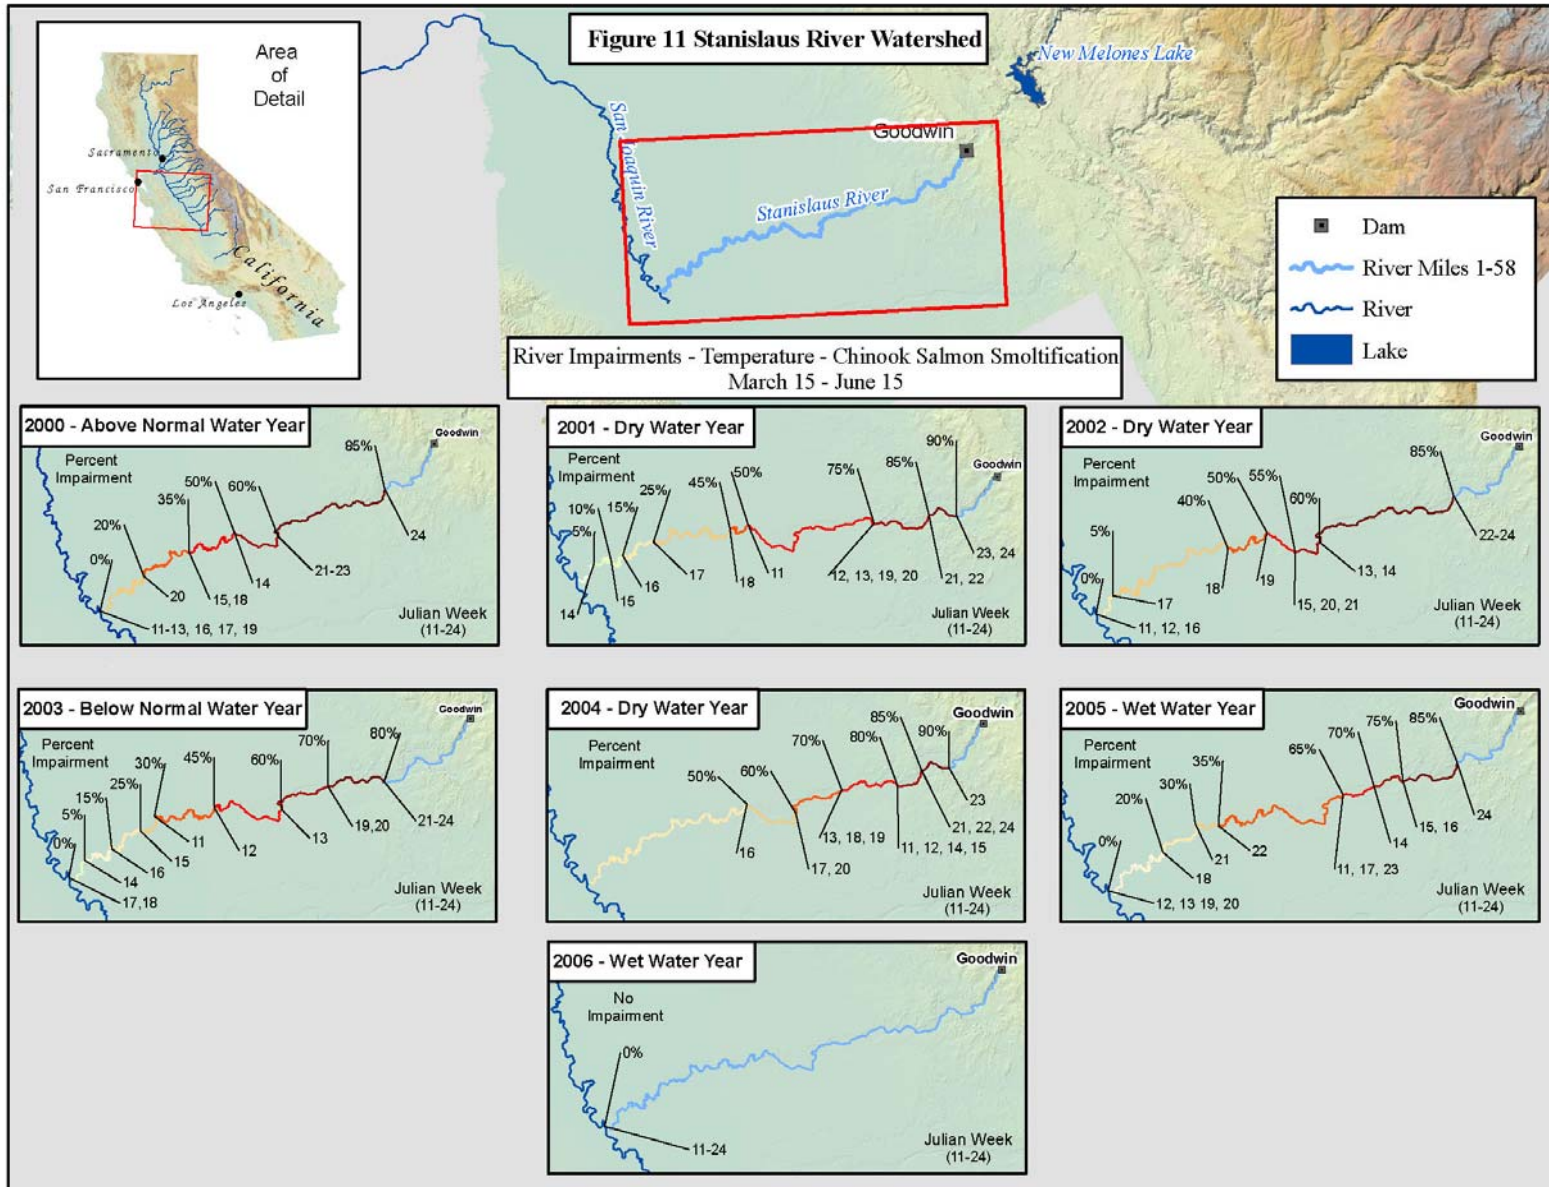 Figure 11 Stanislaus River Watershed
Area
of
Detail
Sacramento
San Francisco
Los Angeles
California
New Melones Lake
San Joaquin River
Goodwin
Stanislaus River
Dam
River Miles 1-58
River
Lake
River Impairments - Temperature - Chinook Salmon Smoltification
March 15 - June 15
2000 - Above Normal Water Year
Goodwin
Percent
Impairment
0%
20%
35%
50%
60%
85%
11-13, 16, 17, 19
20
15, 18
14
21-23
24
Julian Week
(11-24)
2001 - Dry Water Year
Goodwin
Percent
Impairment
5%
10%
15%
25%
45%
50%
75%
85%
90%
14
15
16
17
18
11
12, 13, 19, 20
21, 22
23, 24
Julian Week
(11-24)
2002 - Dry Water Year
Goodwin
Percent
Impairment
0%
5%
40%
50%
55%
60%
85%
11, 12, 16
17
18
19
15, 20, 21
13, 14
22-24
Julian Week
(11-24)
2003 - Below Normal Water Year
Goodwin
Percent
Impairment
0%
5%
15%
25%
30%
45%
60%
70%
80%
17,18
14
16
15
11
12
13
19,20
21-24
Julian Week
(11-24)
2004 - Dry Water Year
Goodwin
Percent
Impairment
50%
60%
70%
80%
85%
90%
16
17, 20
13, 18, 19
11, 12, 14, 15
21, 22, 24
23
Julian Week
(11-24)
2005 - Wet Water Year
Goodwin
Percent
Impairment
0%
20%
30%
35%
65%
70%
75%
85%
12, 13 19, 20
18
21
22
11, 17, 23
14
15, 16
24
Julian Week
(11-24)
2006 - Wet Water Year
Goodwin
No
Impairment
0%
11-24
Julian Week
(11-24)